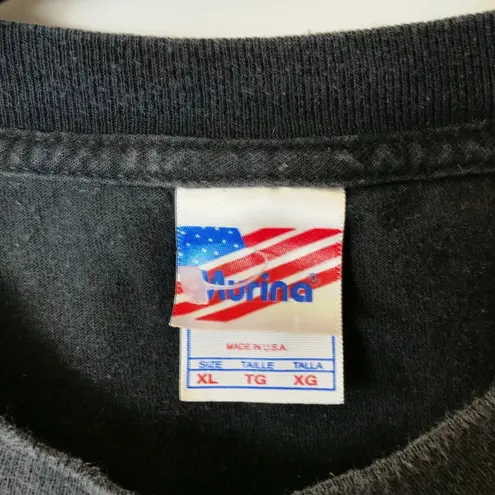 Murina®
MADE IN U.S.A.
SIZE TAILLE TALLA
XL TG XG